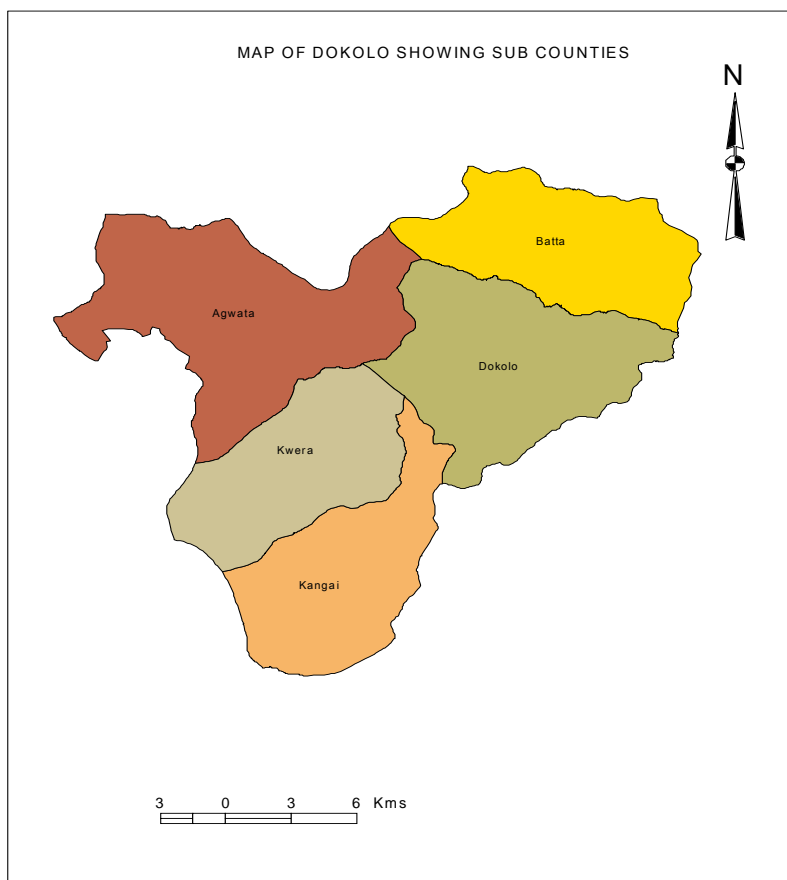 MAP OF DOKOLO SHOWING SUB COUNTIES
N
Batta
Agwata
Dokolo
Kwera
Kangai
3 0 3 6 Kms